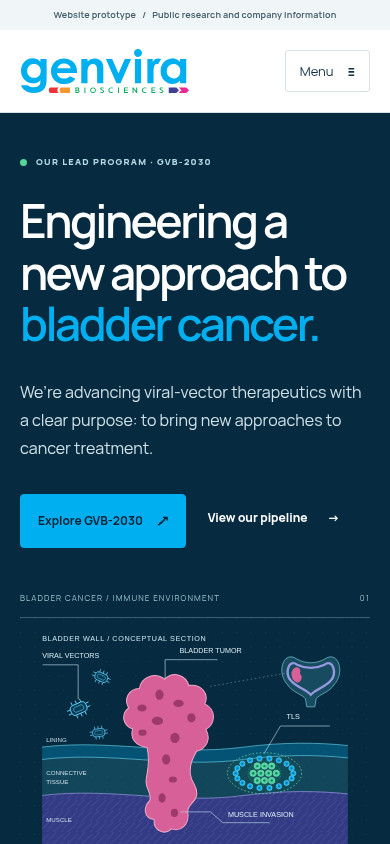 Website prototype / Public research and company information
genvira
BIOSCIENCES
Menu
OUR LEAD PROGRAM · GVB-2030
Engineering a
new approach to
bladder cancer.
We're advancing viral-vector therapeutics with
a clear purpose: to bring new approaches to
cancer treatment.
Explore GVB-2030 ↗
View our pipeline →
BLADDER CANCER / IMMUNE ENVIRONMENT 01
BLADDER WALL / CONCEPTUAL SECTION
VIRAL VECTORS
BLADDER TUMOR
TLS
LINING
CONNECTIVE
TISSUE
MUSCLE INVASION
MUSCLE